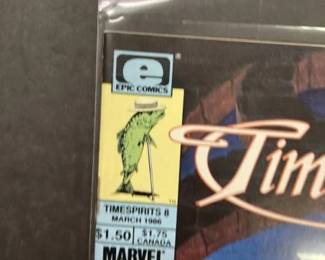 e
EPIC COMICS
Tim
TIMESPIRITS 8
MARCH 1986
$1.50 $1.75
CANADA
MARVEL